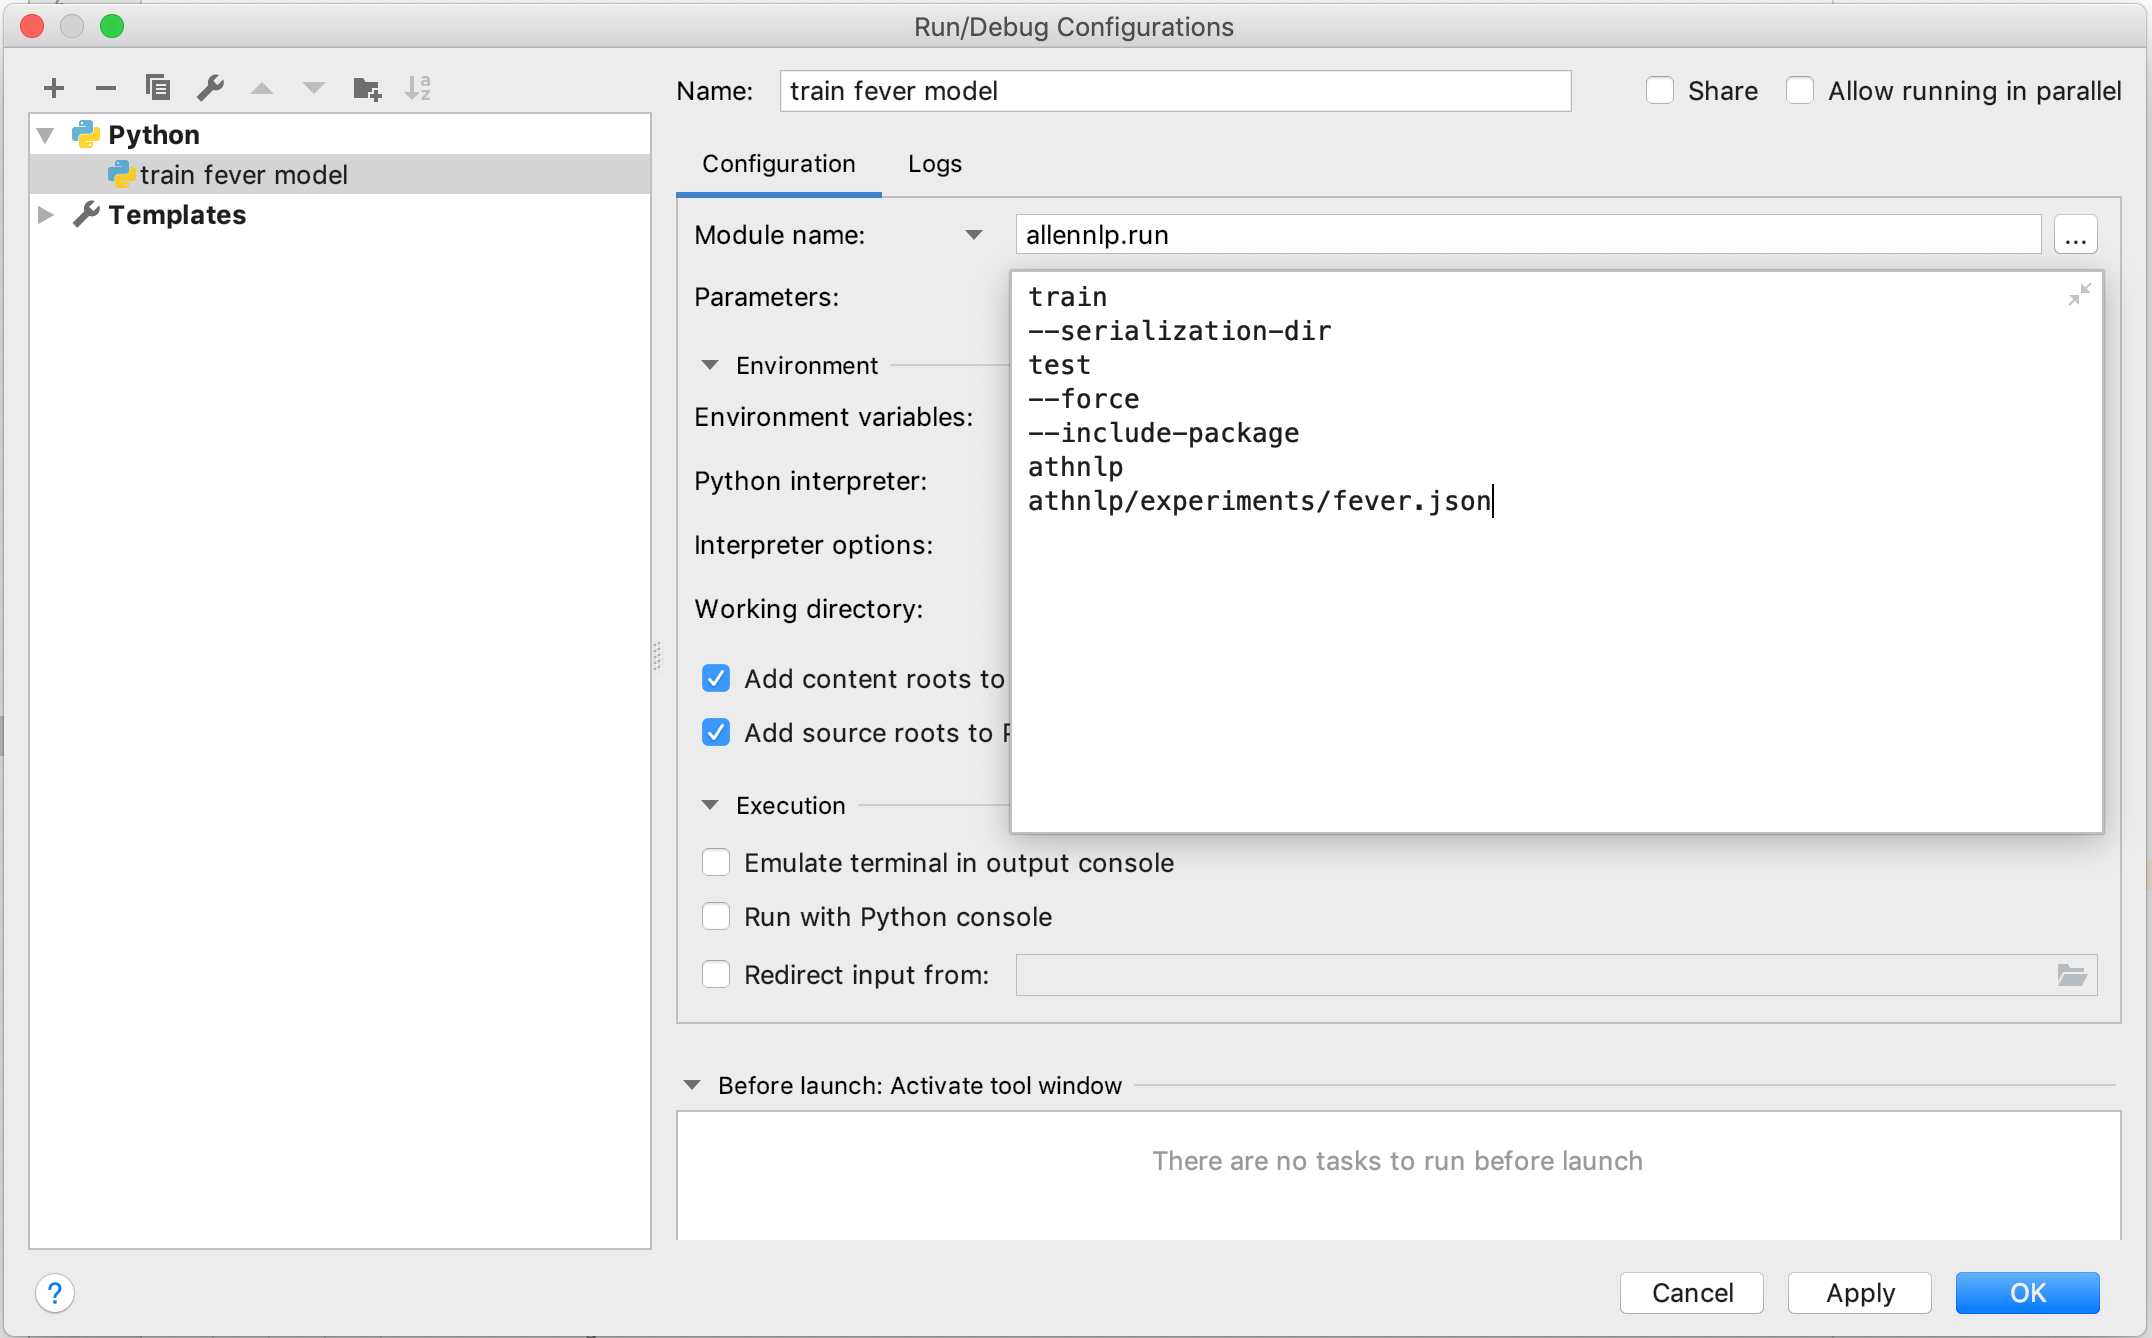 Run/Debug Configurations
Name: train fever model Share Allow running in parallel
Python
train fever model
Templates
Configuration Logs
Module name: allennlp.run ...
Parameters:
train
--serialization-dir
test
--force
--include-package
athnlp
athnlp/experiments/fever.json
Environment
Environment variables:
Python interpreter:
Interpreter options:
Working directory:
Add content roots to
Add source roots to
Execution
Emulate terminal in output console
Run with Python console
Redirect input from:
Before launch: Activate tool window
There are no tasks to run before launch
? Cancel Apply OK